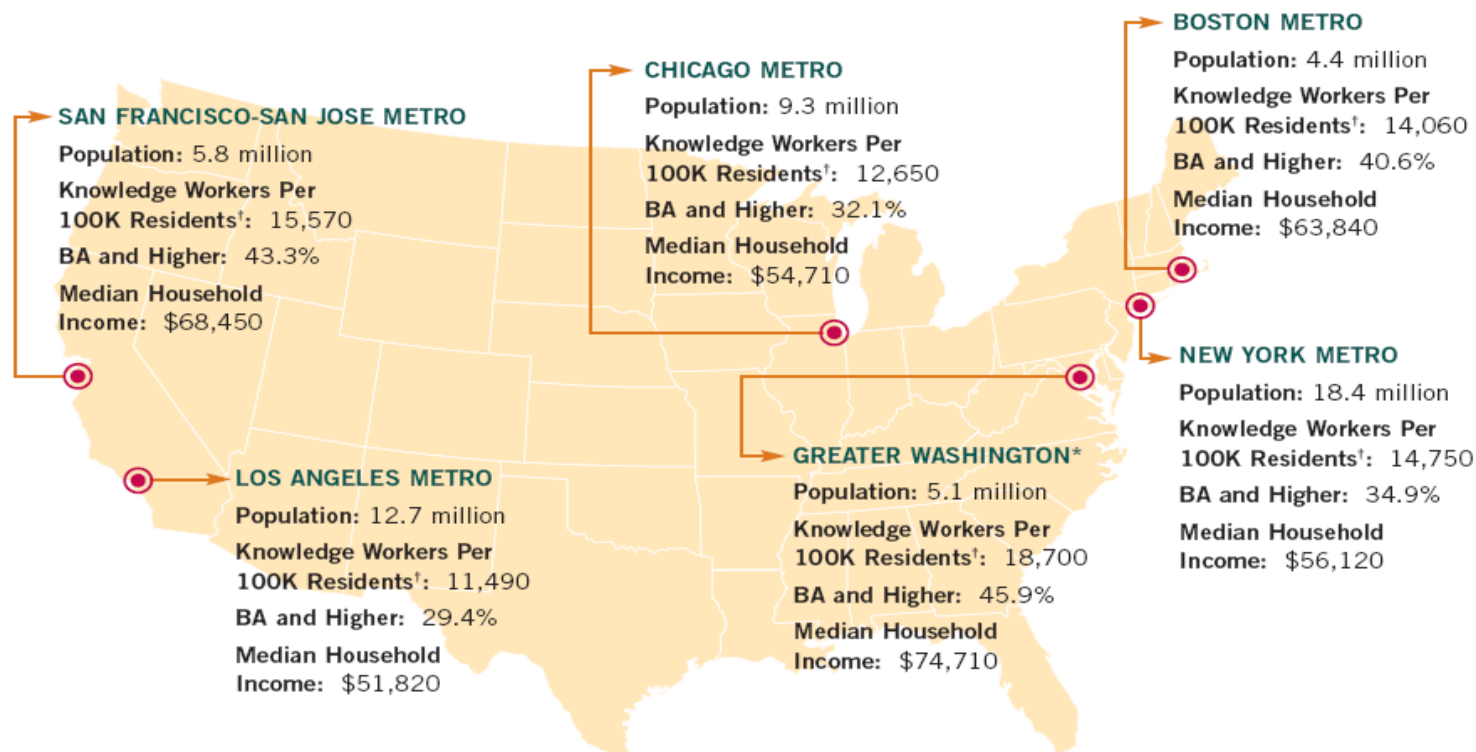 BOSTON METRO
Population: 4.4 million
Knowledge Workers Per
100K Residents†: 14,060
BA and Higher: 40.6%
Median Household
Income: $63,840
CHICAGO METRO
Population: 9.3 million
Knowledge Workers Per
100K Residents†: 12,650
BA and Higher: 32.1%
Median Household
Income: $54,710
SAN FRANCISCO-SAN JOSE METRO
Population: 5.8 million
Knowledge Workers Per
100K Residents†: 15,570
BA and Higher: 43.3%
Median Household
Income: $68,450
NEW YORK METRO
Population: 18.4 million
Knowledge Workers Per
100K Residents†: 14,750
BA and Higher: 34.9%
Median Household
Income: $56,120
GREATER WASHINGTON*
Population: 5.1 million
Knowledge Workers Per
100K Residents†: 18,700
BA and Higher: 45.9%
Median Household
Income: $74,710
LOS ANGELES METRO
Population: 12.7 million
Knowledge Workers Per
100K Residents†: 11,490
BA and Higher: 29.4%
Median Household
Income: $51,820